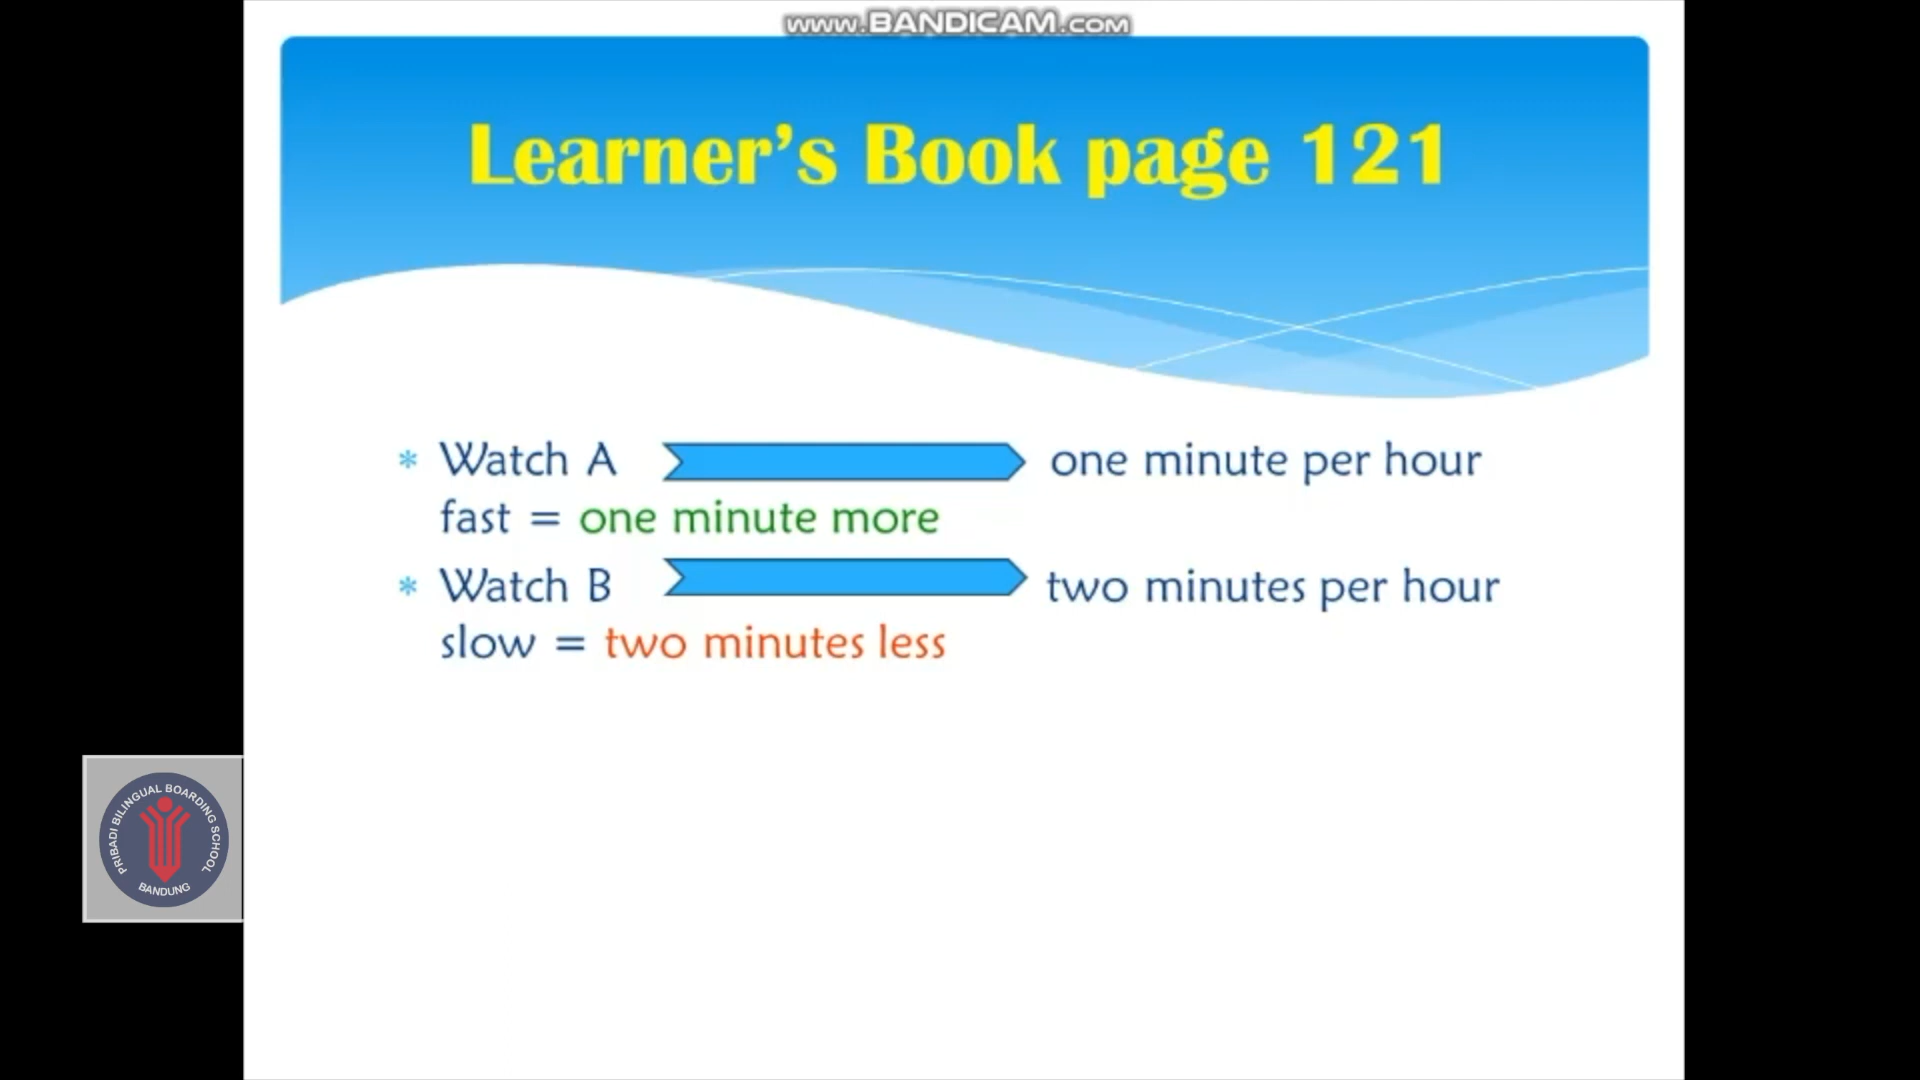 www.BANDICAM.com
Learner's Book page 121
* Watch A one minute per hour
fast = one minute more
* Watch B two minutes per hour
slow = two minutes less
PRIBADI BILINGUAL BOARDING SCHOOL
BANDUNG